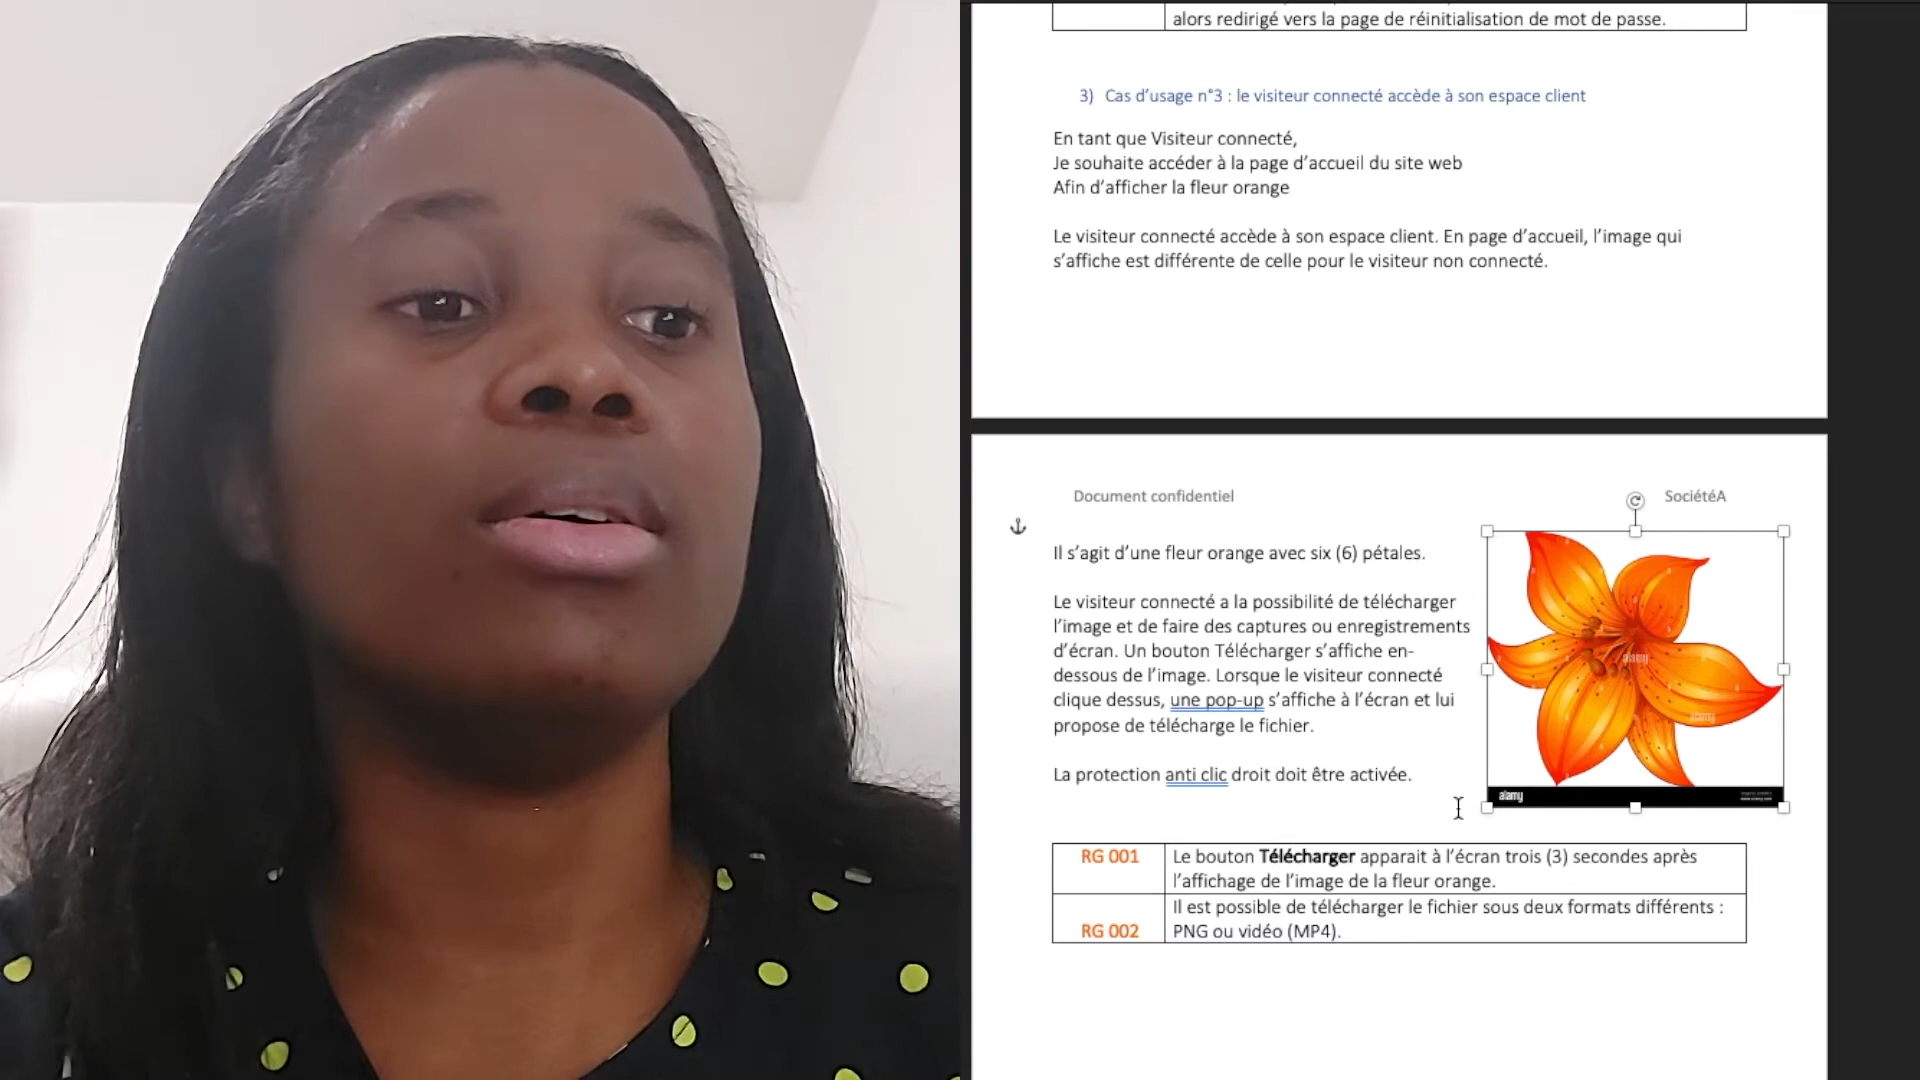 alors redirigé vers la page de réinitialisation de mot de passe.
3) Cas d’usage n°3 : le visiteur connecté accède à son espace client
En tant que Visiteur connecté,
Je souhaite accéder à la page d’accueil du site web
Afin d’afficher la fleur orange
Le visiteur connecté accède à son espace client. En page d’accueil, l’image qui
s’affiche est différente de celle pour le visiteur non connecté.
Document confidentiel
SociétéA
Il s’agit d’une fleur orange avec six (6) pétales.
Le visiteur connecté a la possibilité de télécharger
l’image et de faire des captures ou enregistrements
d’écran. Un bouton Télécharger s’affiche en-
dessous de l’image. Lorsque le visiteur connecté
clique dessus, une pop-up s’affiche à l’écran et lui
propose de télécharge le fichier.
La protection anti clic droit doit être activée.
alamy
alamy
alamy
RG 001 Le bouton Télécharger apparait à l’écran trois (3) secondes après
l’affichage de l’image de la fleur orange.
Il est possible de télécharger le fichier sous deux formats différents :
RG 002 PNG ou vidéo (MP4).